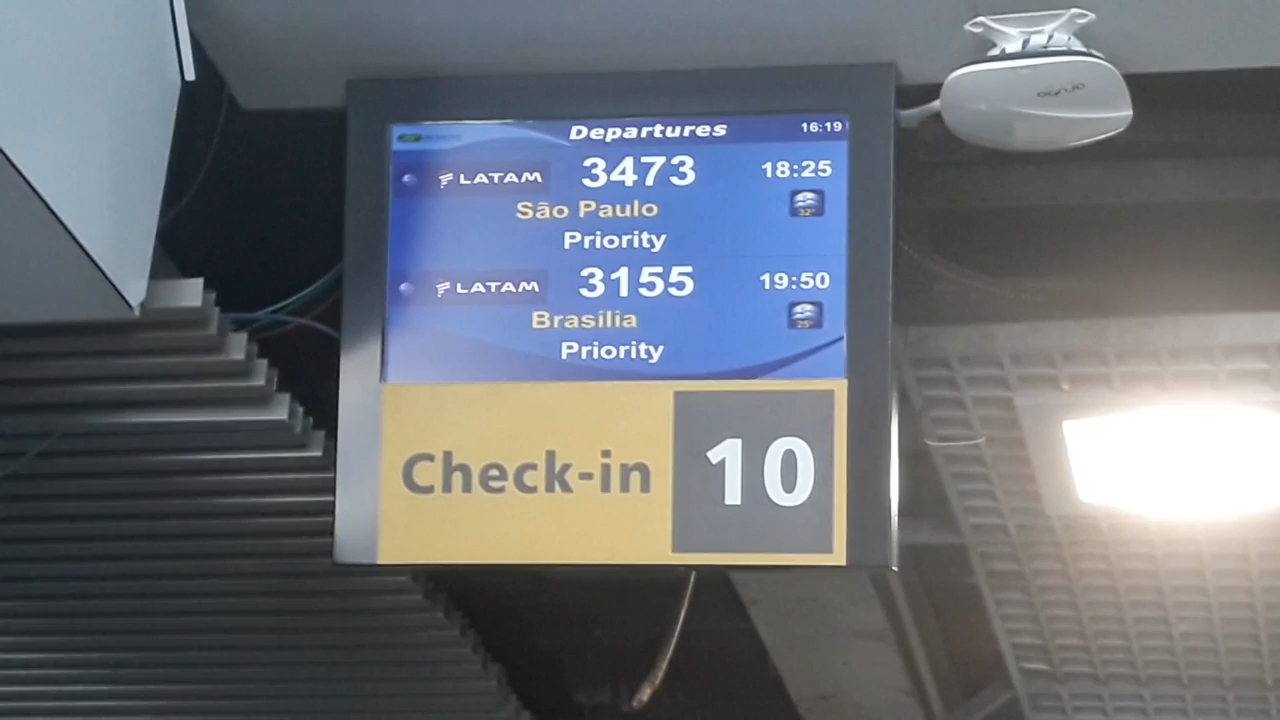 Departures 16:19
LATAM 3473 18:25
São Paulo 32°
Priority
LATAM 3155 19:50
Brasília 25°
Priority
Check-in 10